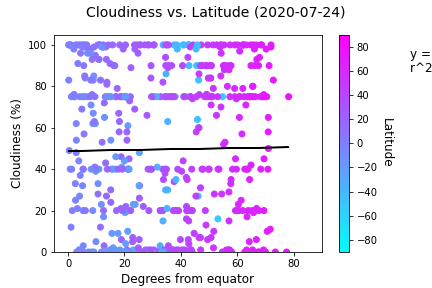 Cloudiness vs. Latitude (2020-07-24)
100
80
60
40
20
0
Cloudiness (%)
0 20 40 60 80
Degrees from equator
80
60
40
20
0
−20
−40
−60
−80
Latitude
y =
r^2